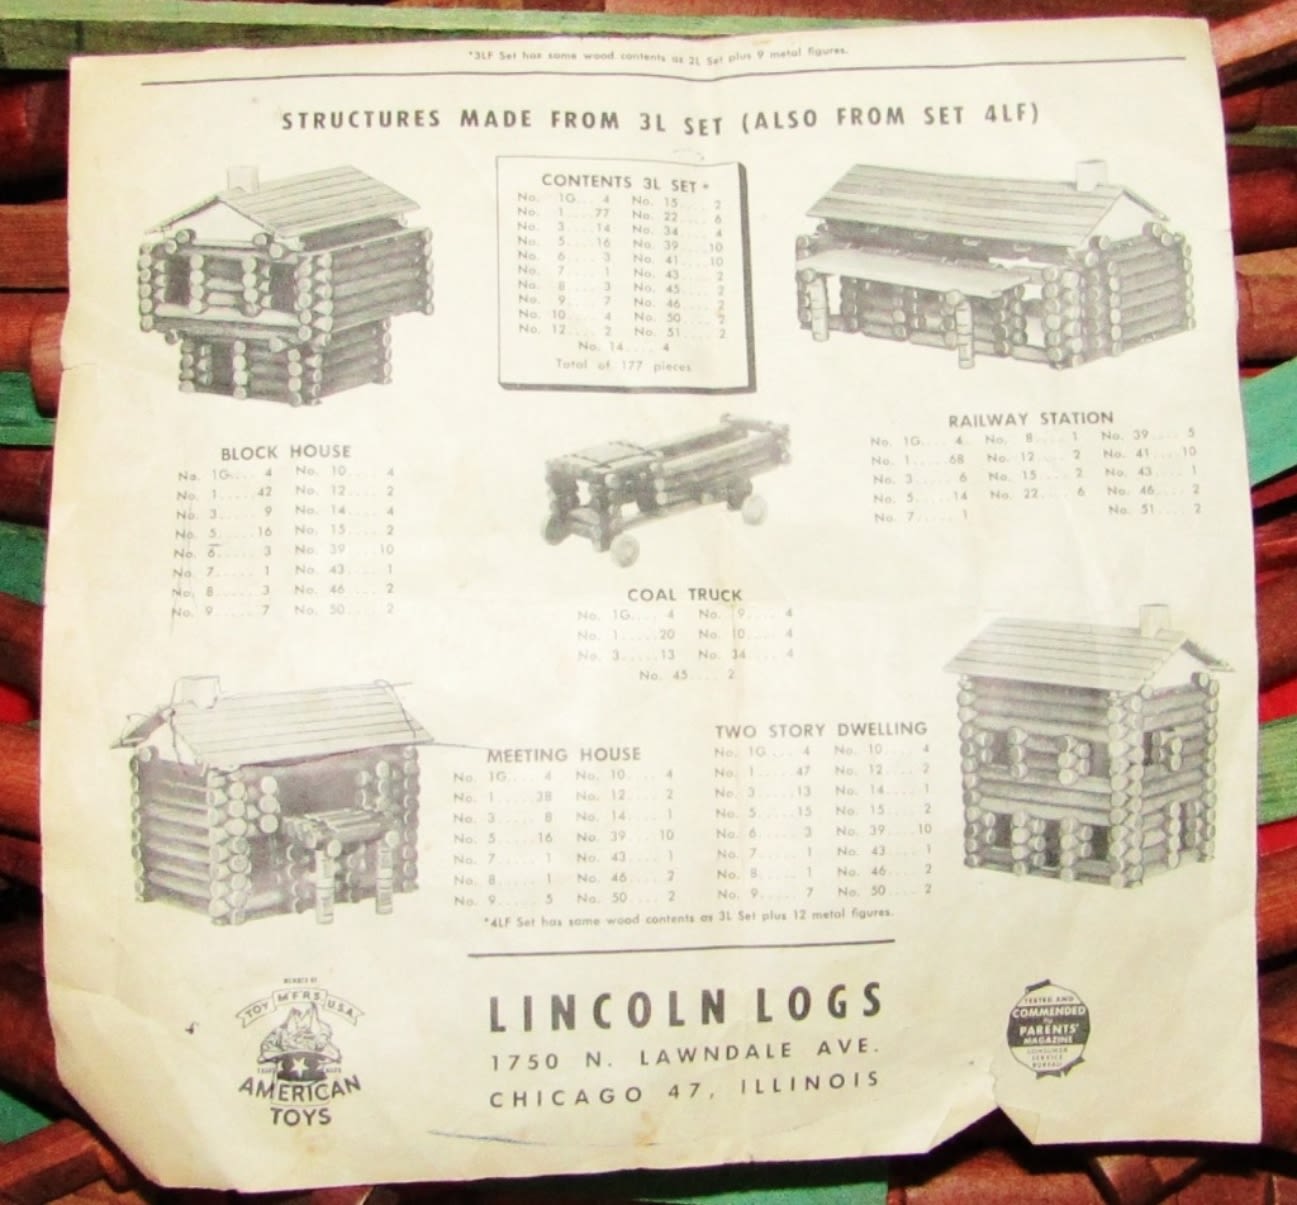 *3LF Set has same wood contents as 2L Set plus 9 metal figures.
STRUCTURES MADE FROM 3L SET (ALSO FROM SET 4LF)
CONTENTS 3L SET*
No. 1G.... 4 No. 15.... 2
No. 1.... 77 No. 22.... 6
No. 3.... 14 No. 34.... 4
No. 5.... 16 No. 39.... 10
No. 6.... 3 No. 41.... 10
No. 7.... 1 No. 43.... 2
No. 8.... 3 No. 45.... 2
No. 9.... 7 No. 46.... 2
No. 10.... 4 No. 50.... 2
No. 12.... 2 No. 51.... 2
No. 14.... 4
Total of 177 pieces
BLOCK HOUSE
No. 1G.... 4 No. 10.... 4
No. 1..... 42 No. 12.... 2
No. 3..... 9 No. 14.... 4
No. 5..... 16 No. 15.... 2
No. 6..... 3 No. 39.... 10
No. 7..... 1 No. 43.... 1
No. 8..... 3 No. 46.... 2
No. 9..... 7 No. 50.... 2
RAILWAY STATION
No. 1G.... 4 No. 8.... 1 No. 39.... 5
No. 1..... 68 No. 12.... 2 No. 41.... 10
No. 3..... 6 No. 15.... 2 No. 43.... 1
No. 5..... 14 No. 22.... 6 No. 46.... 2
No. 7..... 1 No. 51.... 2
COAL TRUCK
No. 1G.... 4 No. 9.... 4
No. 1..... 20 No. 10.... 4
No. 3..... 13 No. 34.... 4
No. 45.... 2
MEETING HOUSE
No. 1G.... 4 No. 10.... 4
No. 1..... 38 No. 12.... 2
No. 3..... 8 No. 14.... 1
No. 5..... 16 No. 39.... 10
No. 7..... 1 No. 43.... 1
No. 8..... 1 No. 46.... 2
No. 9..... 5 No. 50.... 2
TWO STORY DWELLING
No. 1G.... 4 No. 10.... 4
No. 1..... 47 No. 12.... 2
No. 3..... 13 No. 14.... 1
No. 5..... 15 No. 15.... 2
No. 6..... 3 No. 39.... 10
No. 7..... 1 No. 43.... 1
No. 8..... 1 No. 46.... 2
No. 9..... 7 No. 50.... 2
*4LF Set has same wood contents as 3L Set plus 12 metal figures.
LINCOLN LOGS
1750 N. LAWNDALE AVE.
CHICAGO 47, ILLINOIS
MEMBER OF
TOY M'F'R'S. U.S.A.
TRADE MARK
AMERICAN
TOYS
TESTED AND
COMMENDED
by
PARENTS'
MAGAZINE
CONSUMER
SERVICE
BUREAU